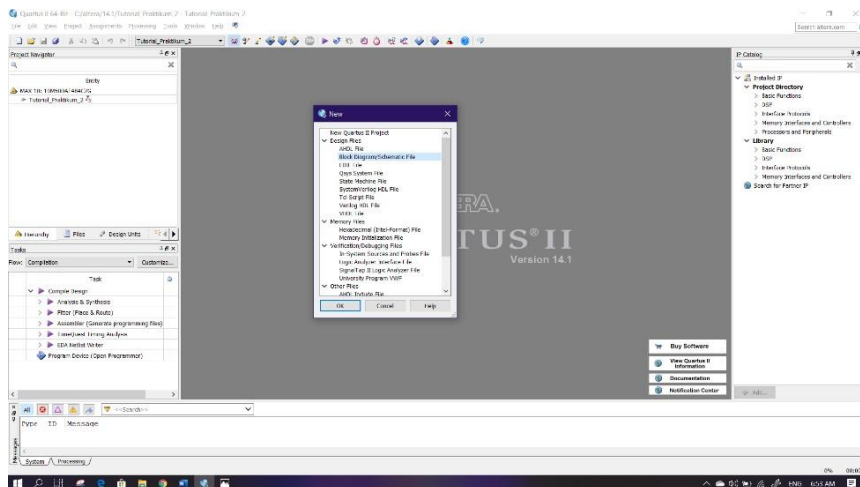 Quartus II 64-Bit - C:/altera/14.1/Tutorial_Praktikum_2 - Tutorial_Praktikum_2
File Edit View Project Assignments Processing Tools Window Help
Search altera.com
Tutorial_Praktikum_2
Project Navigator
Entity
MAX 10: 10M50DAF484C7G
Tutorial_Praktikum_2
Hierarchy
Files
Design Units
Tasks
Flow: Compilation
Customize...
Task
Compile Design
Analysis & Synthesis
Fitter (Place & Route)
Assembler (Generate programming files)
TimeQuest Timing Analysis
EDA Netlist Writer
Program Device (Open Programmer)
New
New Quartus II Project
Design Files
AHDL File
Block Diagram/Schematic File
EDIF File
Qsys System File
State Machine File
SystemVerilog HDL File
Tcl Script File
Verilog HDL File
VHDL File
Memory Files
Hexadecimal (Intel-Format) File
Memory Initialization File
Verification/Debugging Files
In-System Sources and Probes File
Logic Analyzer Interface File
SignalTap II Logic Analyzer File
University Program VWF
Other Files
AHDL Include File
OK
Cancel
Help
ERA.
TUS® II
Version 14.1
Buy Software
View Quartus II Information
Documentation
Notification Center
IP Catalog
Installed IP
Project Directory
Basic Functions
DSP
Interface Protocols
Memory Interfaces and Controllers
Processors and Peripherals
Library
Basic Functions
DSP
Interface Protocols
Memory Interfaces and Controllers
Search for Partner IP
Add...
All
<<Search>>
Type ID Message
Messages
System
Processing
0% 00:00
ENG 6:53 AM